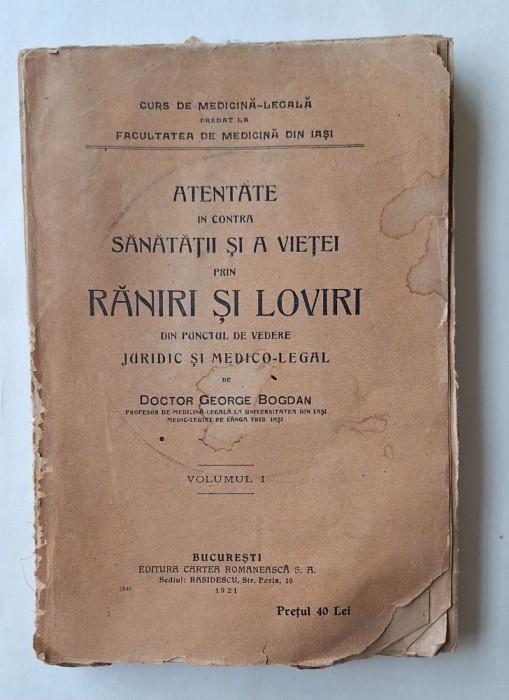 CURS DE MEDICINĂ-LEGALĂ
PREDAT LA
FACULTATEA DE MEDICINĂ DIN IAȘI
ATENTATE
IN CONTRA
SĂNĂTĂȚII ȘI A VIEȚEI
PRIN
RĂNIRI ȘI LOVIRI
DIN PUNCTUL DE VEDERE
JURIDIC ȘI MEDICO-LEGAL
DE
DOCTOR GEORGE BOGDAN
PROFESOR DE MEDICINĂ-LEGALĂ LA UNIVERSITATEA DIN IAȘI
MEDIC-LEGIST PE LÂNGA TRIB. IAȘI
VOLUMUL I
BUCUREȘTI
EDITURA CARTEA ROMANEASCĂ S. A.
Sediul: RASIDESCU, Str. Paris, 16
1921
Prețul 40 Lei